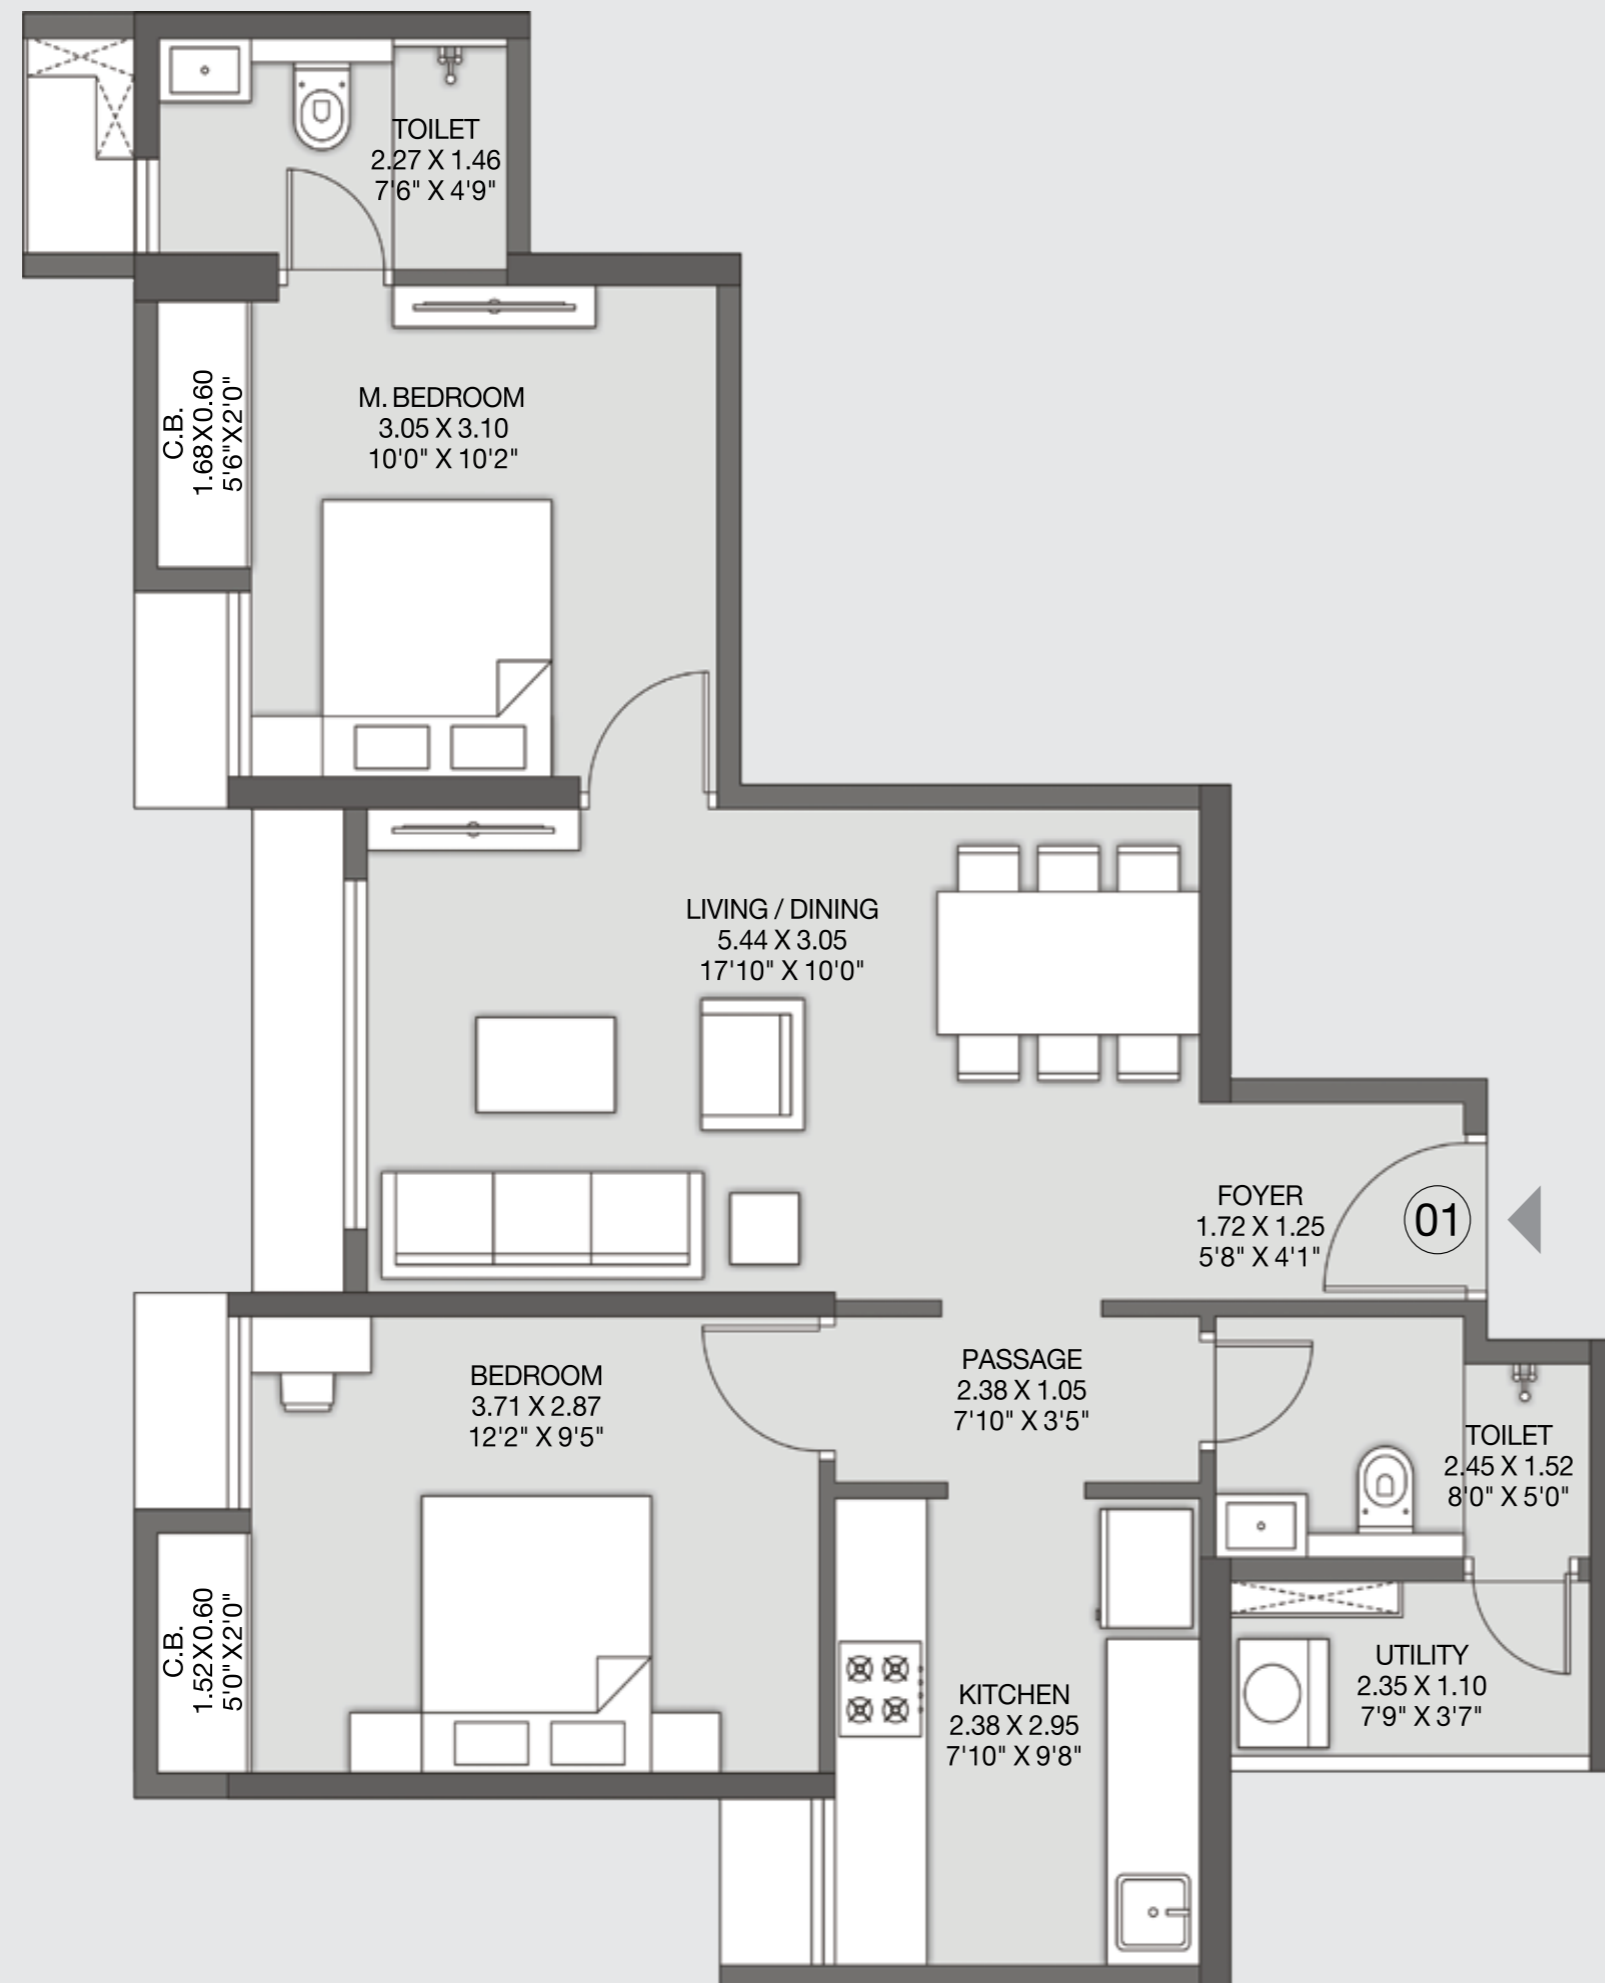 TOILET
2.27 X 1.46
7'6" X 4'9"
M. BEDROOM
3.05 X 3.10
10'0" X 10'2"
C.B.
1.68X0.60
5'6"X2'0"
LIVING / DINING
5.44 X 3.05
17'10" X 10'0"
FOYER
1.72 X 1.25
5'8" X 4'1"
01
BEDROOM
3.71 X 2.87
12'2" X 9'5"
PASSAGE
2.38 X 1.05
7'10" X 3'5"
TOILET
2.45 X 1.52
8'0" X 5'0"
C.B.
1.52X0.60
5'0"X2'0"
KITCHEN
2.38 X 2.95
7'10" X 9'8"
UTILITY
2.35 X 1.10
7'9" X 3'7"